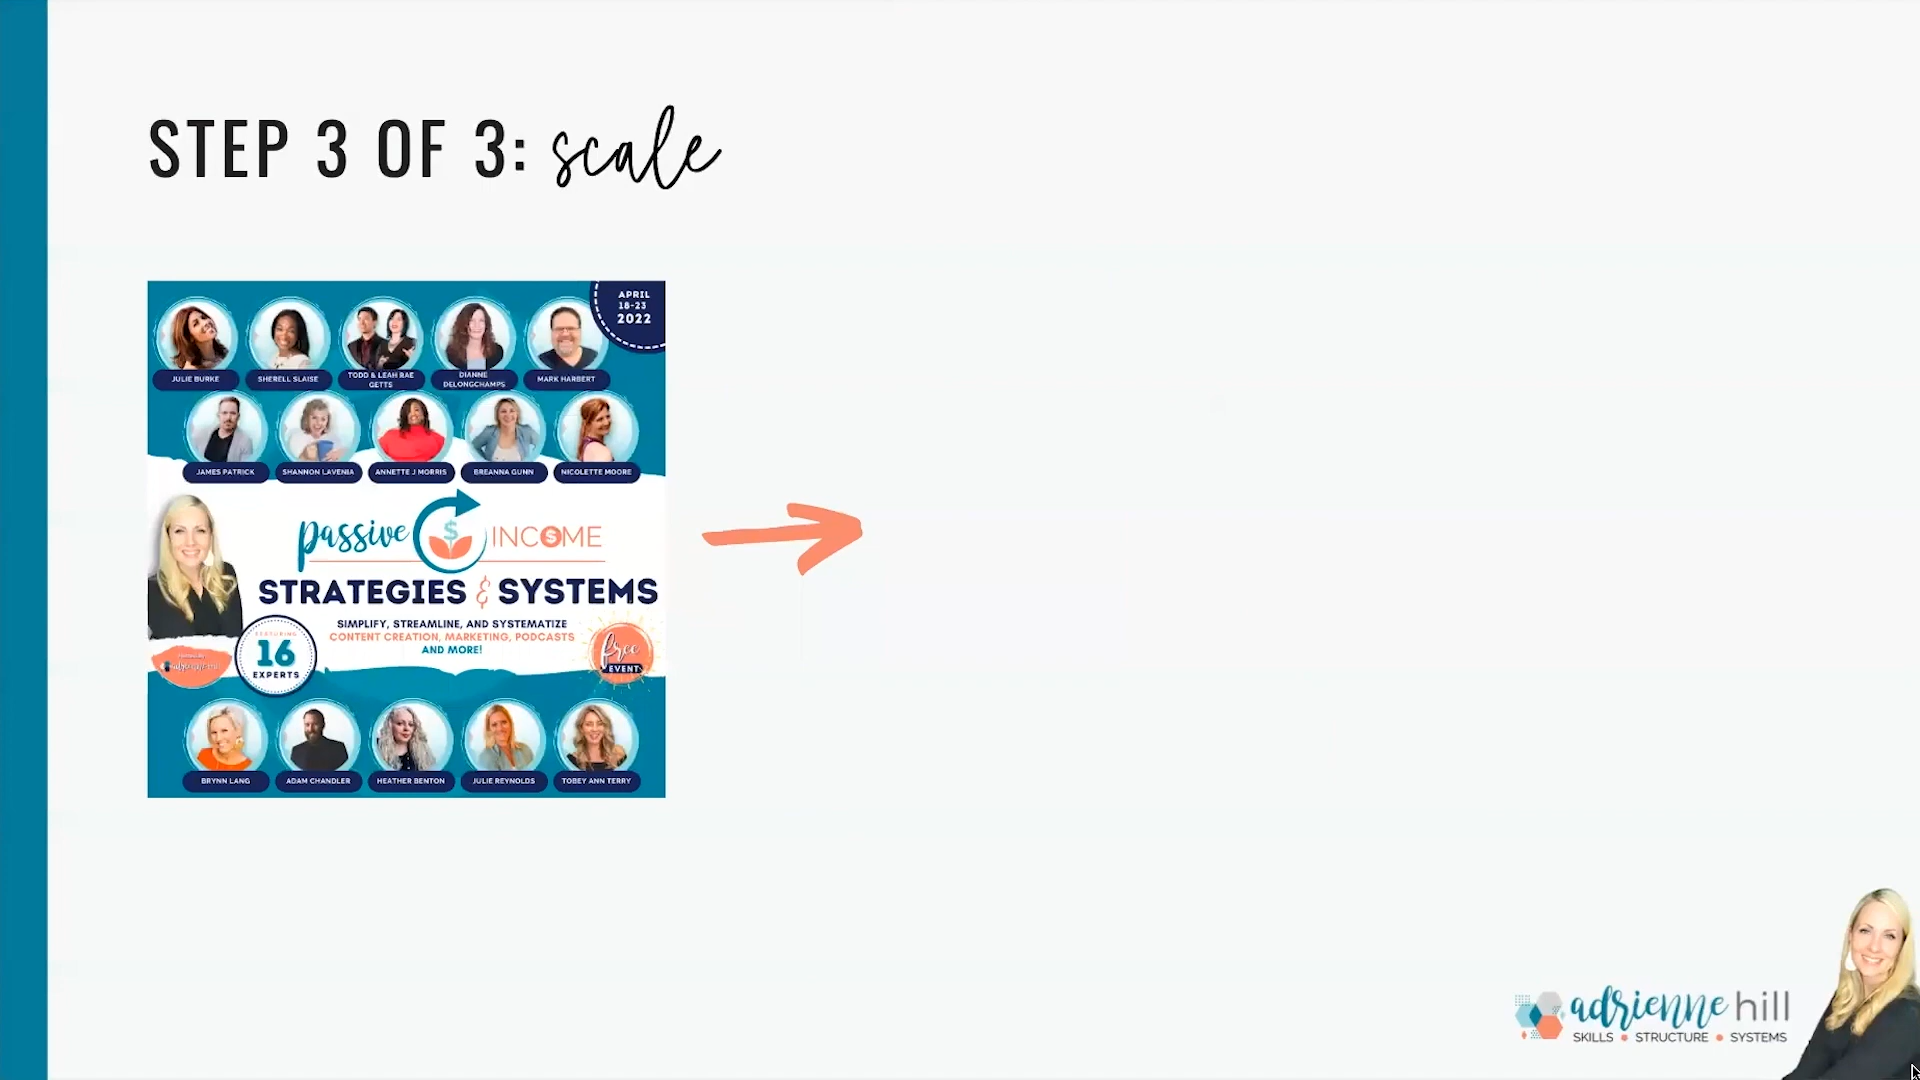 STEP 3 OF 3: scale
APRIL
18-23
2022
JULIE BURKE
SHERELL SLAISE
TODD & LEAH RAE
GETTS
DIANNE
DELONGCHAMPS
MARK HARBERT
JAMES PATRICK
SHANNON LAVENIA
ANNETTE J MORRIS
BREANNA GUNN
NICOLETTE MOORE
passive INCOME
STRATEGIES & SYSTEMS
SIMPLIFY, STREAMLINE, AND SYSTEMATIZE
CONTENT CREATION, MARKETING, PODCASTS
AND MORE!
FEATURING
16
EXPERTS
free
EVENT
BRYNN LANG
ADAM CHANDLER
HEATHER BENTON
JULIE REYNOLDS
TOBEY ANN TERRY
adrienne hill
SKILLS • STRUCTURE • SYSTEMS